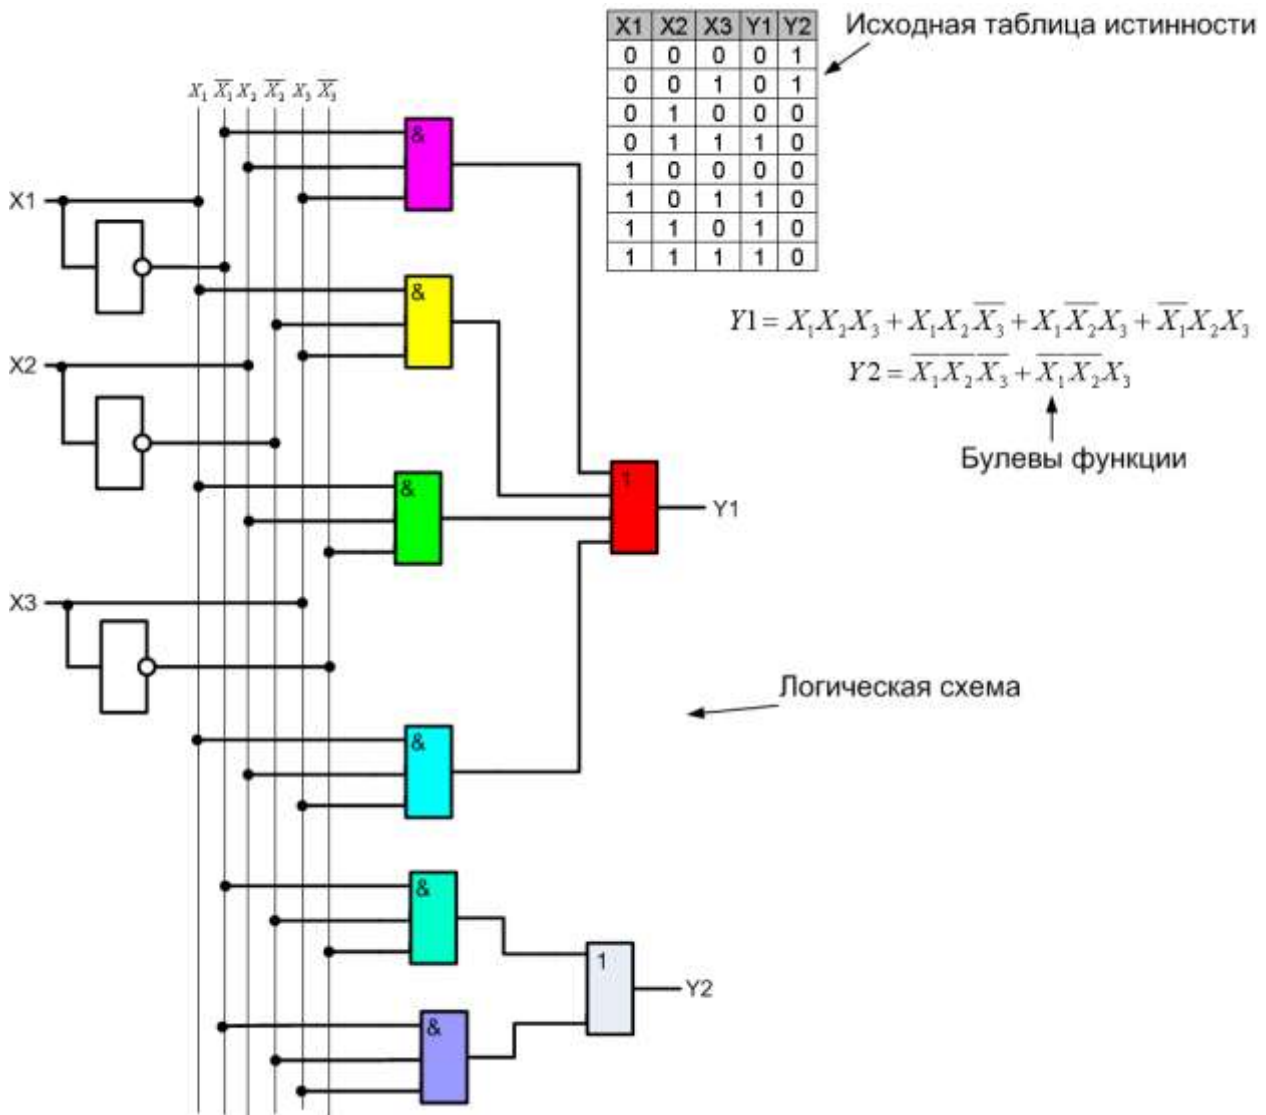 X1 X2 X3 Y1 Y2
0 0 0 0 1
0 0 1 0 1
0 1 0 0 0
0 1 1 1 0
1 0 0 0 0
1 0 1 1 0
1 1 0 1 0
1 1 1 1 0
Исходная таблица истинности
X₁ X̅₁ X₂ X̅₂ X₃ X̅₃
&
X1
&
Y1 = X₁X₂X₃ + X₁X₂X̅₃ + X₁X̅₂X₃ + X̅₁X₂X₃
X2
Y2 = X̅₁X̅₂X̅₃ + X̅₁X̅₂X₃
Булевы функции
&
1
Y1
X3
Логическая схема
&
&
1
Y2
&